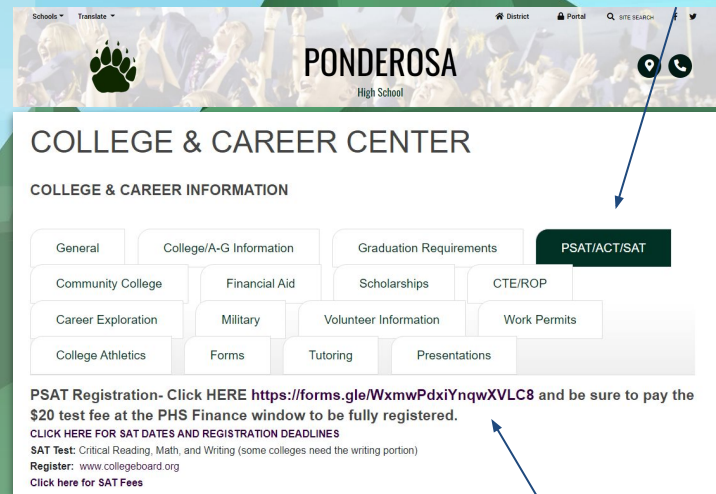 Schools Translate District Portal SITE SEARCH
PONDEROSA
High School
COLLEGE & CAREER CENTER
COLLEGE & CAREER INFORMATION
General College/A-G Information Graduation Requirements PSAT/ACT/SAT
Community College Financial Aid Scholarships CTE/ROP
Career Exploration Military Volunteer Information Work Permits
College Athletics Forms Tutoring Presentations
PSAT Registration- Click HERE https://forms.gle/WxmwPdxiYnqwXVLC8 and be sure to pay the
$20 test fee at the PHS Finance window to be fully registered.
CLICK HERE FOR SAT DATES AND REGISTRATION DEADLINES
SAT Test: Critical Reading, Math, and Writing (some colleges need the writing portion)
Register: www.collegeboard.org
Click here for SAT Fees